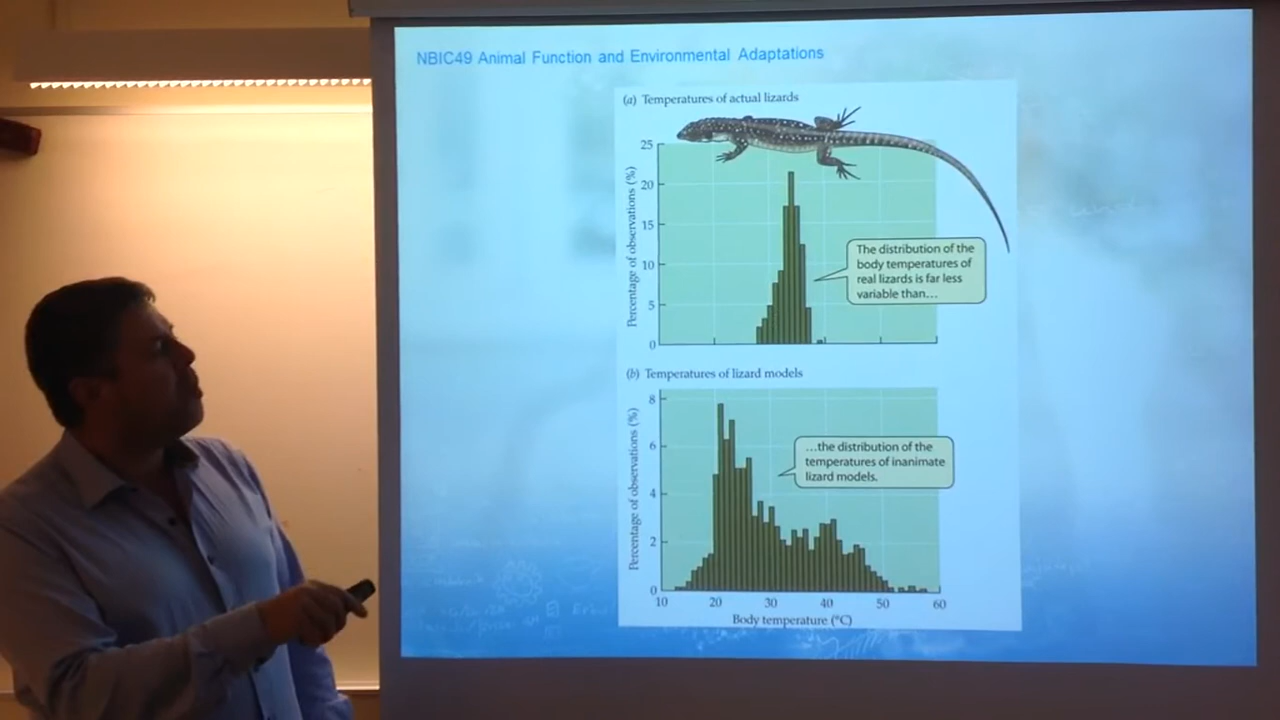 NBIC49 Animal Function and Environmental Adaptations
(a) Temperatures of actual lizards
Percentage of observations (%)
25
20
15
10
5
0
The distribution of the
body temperatures of
real lizards is far less
variable than…
(b) Temperatures of lizard models
Percentage of observations (%)
8
6
4
2
0
…the distribution of the
temperatures of inanimate
lizard models.
10 20 30 40 50 60
Body temperature (°C)